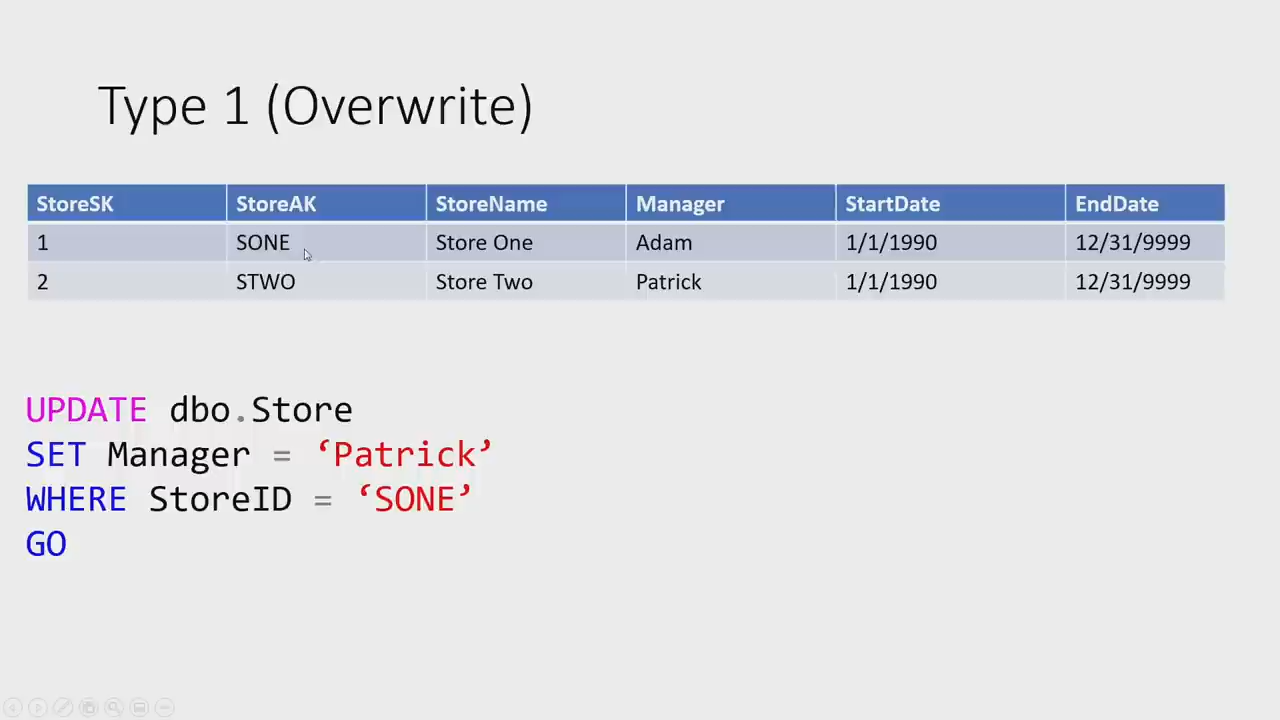 Type 1 (Overwrite)
StoreSK StoreAK StoreName Manager StartDate EndDate
1 SONE Store One Adam 1/1/1990 12/31/9999
2 STWO Store Two Patrick 1/1/1990 12/31/9999
UPDATE dbo.Store
SET Manager = ‘Patrick’
WHERE StoreID = ‘SONE’
GO